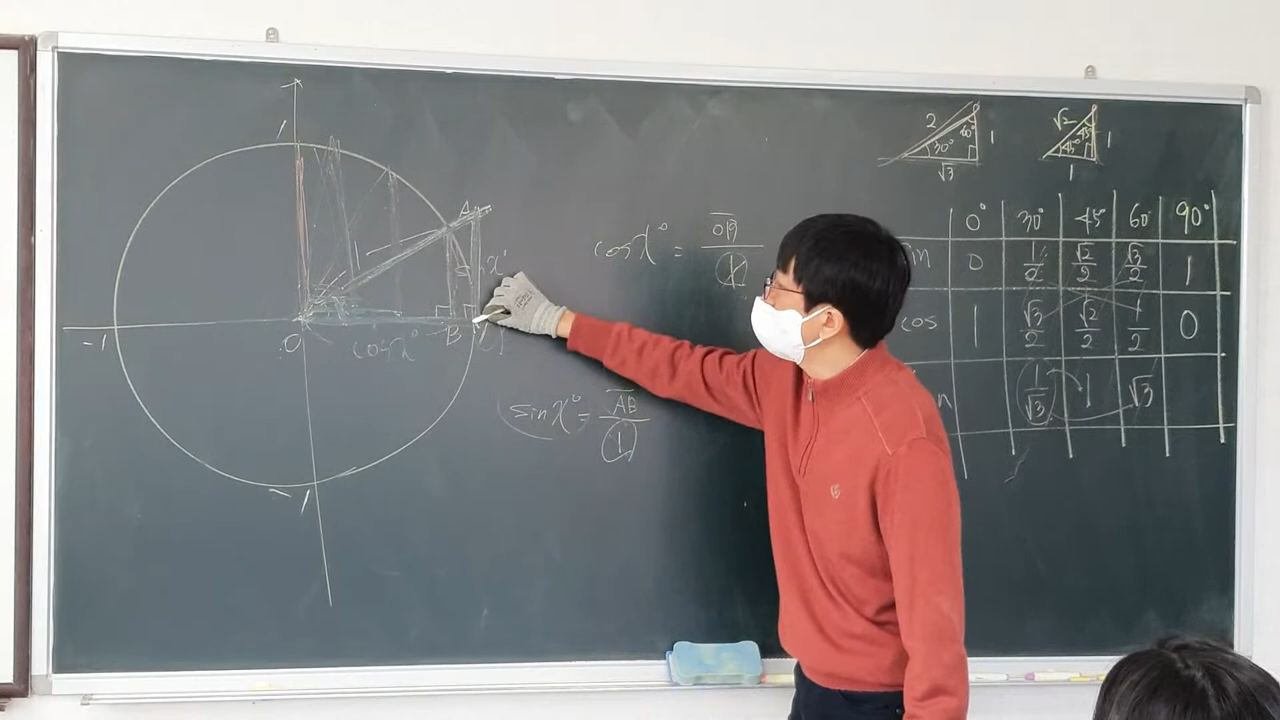 1
-1
O
A
B
1
-1
sin x°
cos x°
cos x° = OB / 1
sin x° = AB / 1
2 60° 1
30°
√3
√2 45° 1
45°
1
0° 30° 45° 60° 90°
0 1/2 √2/2 √3/2 1
cos 1 √3/2 √2/2 1/2 0
n 1/√3 1 √3